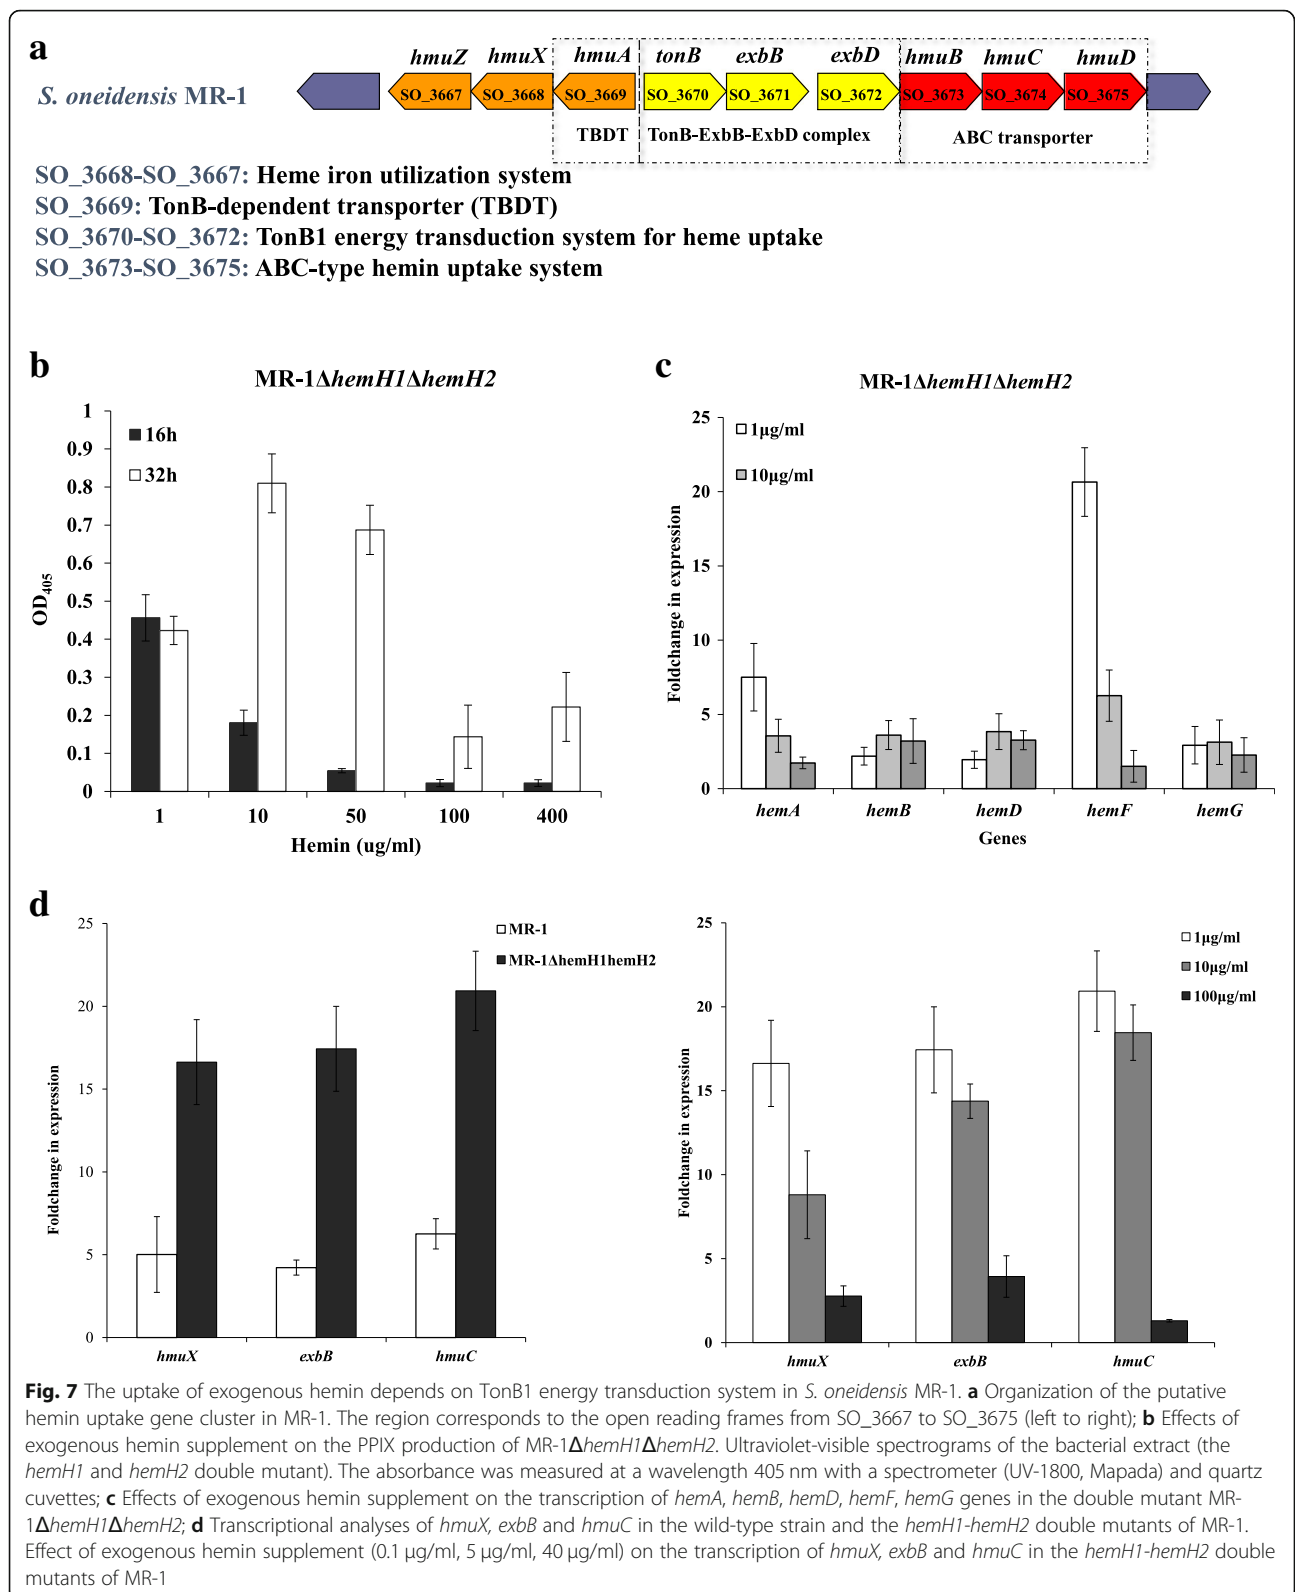 a
hmuZ hmuX hmuA tonB exbB exbD hmuB hmuC hmuD
S. oneidensis MR-1
SO_3667 SO_3668 SO_3669 SO_3670 SO_3671 SO_3672 SO_3673 SO_3674 SO_3675
TBDT TonB-ExbB-ExbD complex ABC transporter
SO_3668-SO_3667: Heme iron utilization system
SO_3669: TonB-dependent transporter (TBDT)
SO_3670-SO_3672: TonB1 energy transduction system for heme uptake
SO_3673-SO_3675: ABC-type hemin uptake system
b
MR-1ΔhemH1ΔhemH2
1
0.9
0.8
0.7
0.6
0.5
0.4
0.3
0.2
0.1
0
OD405
16h
32h
1 10 50 100 400
Hemin (ug/ml)
c
MR-1ΔhemH1ΔhemH2
25
20
15
10
5
0
Foldchange in expression
1μg/ml
10μg/ml
hemA hemB hemD hemF hemG
Genes
d
25
20
15
10
5
0
Foldchange in expression
MR-1
MR-1ΔhemH1hemH2
hmuX exbB hmuC
25
20
15
10
5
0
Foldchange in expression
1μg/ml
10μg/ml
100μg/ml
hmuX exbB hmuC
Fig. 7 The uptake of exogenous hemin depends on TonB1 energy transduction system in S. oneidensis MR-1. a Organization of the putative
hemin uptake gene cluster in MR-1. The region corresponds to the open reading frames from SO_3667 to SO_3675 (left to right); b Effects of
exogenous hemin supplement on the PPIX production of MR-1ΔhemH1ΔhemH2. Ultraviolet-visible spectrograms of the bacterial extract (the
hemH1 and hemH2 double mutant). The absorbance was measured at a wavelength 405 nm with a spectrometer (UV-1800, Mapada) and quartz
cuvettes; c Effects of exogenous hemin supplement on the transcription of hemA, hemB, hemD, hemF, hemG genes in the double mutant MR-
1ΔhemH1ΔhemH2; d Transcriptional analyses of hmuX, exbB and hmuC in the wild-type strain and the hemH1-hemH2 double mutants of MR-1.
Effect of exogenous hemin supplement (0.1 μg/ml, 5 μg/ml, 40 μg/ml) on the transcription of hmuX, exbB and hmuC in the hemH1-hemH2 double
mutants of MR-1